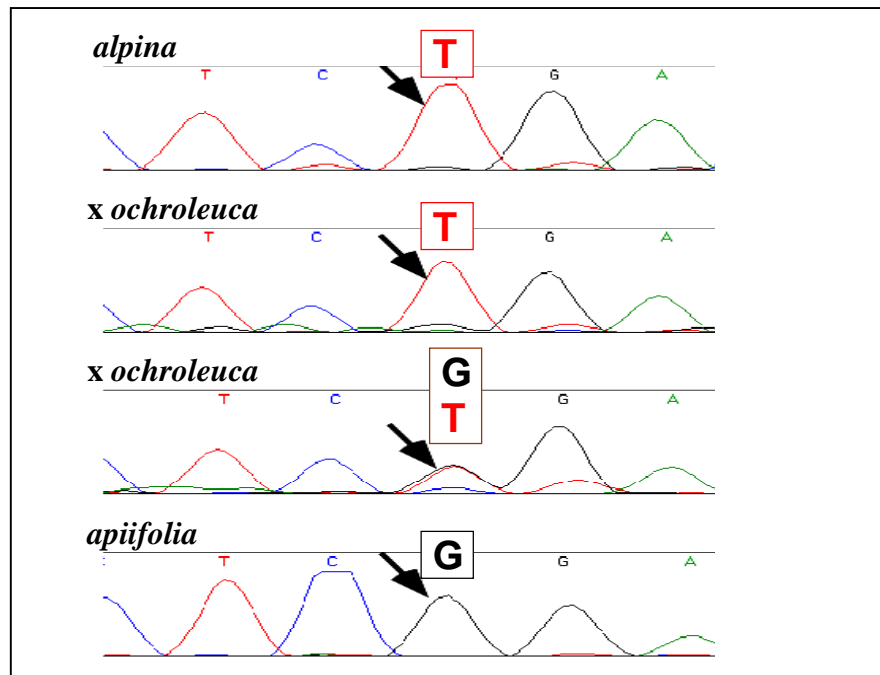 alpina
T
T C G A
x ochroleuca
T
T C G A
x ochroleuca
G
T
T C G A
apiifolia
G
T C G A